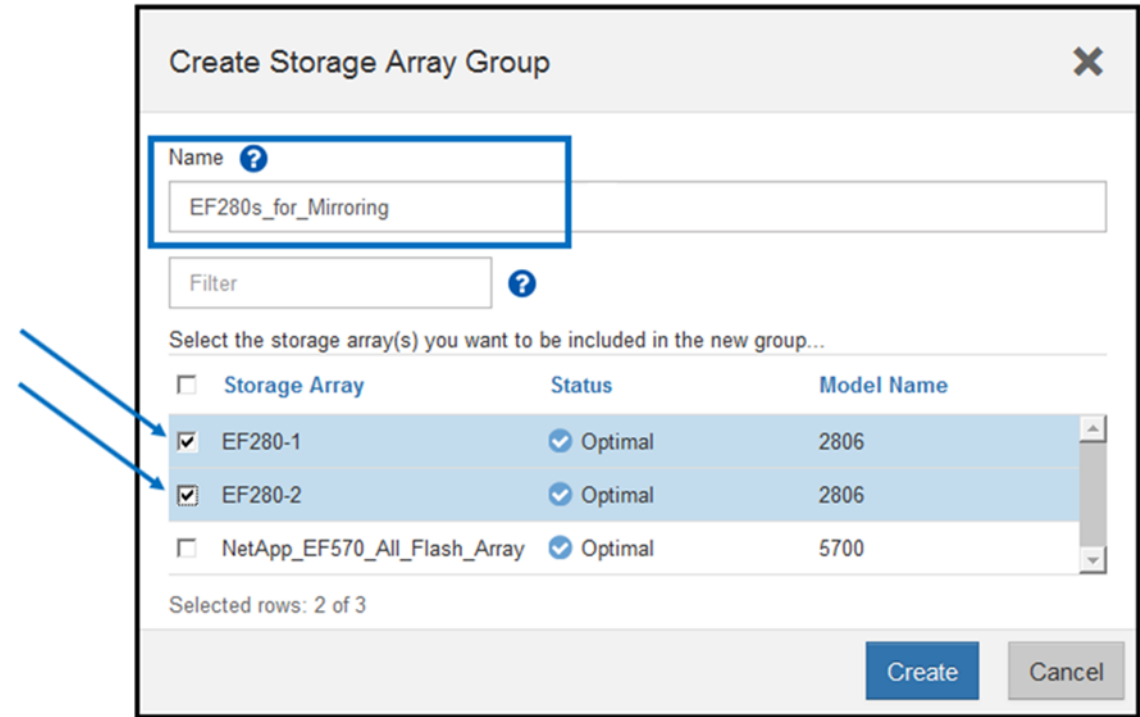 Create Storage Array Group
Name
EF280s_for_Mirroring
Filter
Select the storage array(s) you want to be included in the new group...
Storage Array Status Model Name
EF280-1 Optimal 2806
EF280-2 Optimal 2806
NetApp_EF570_All_Flash_Array Optimal 5700
Selected rows: 2 of 3
Create Cancel